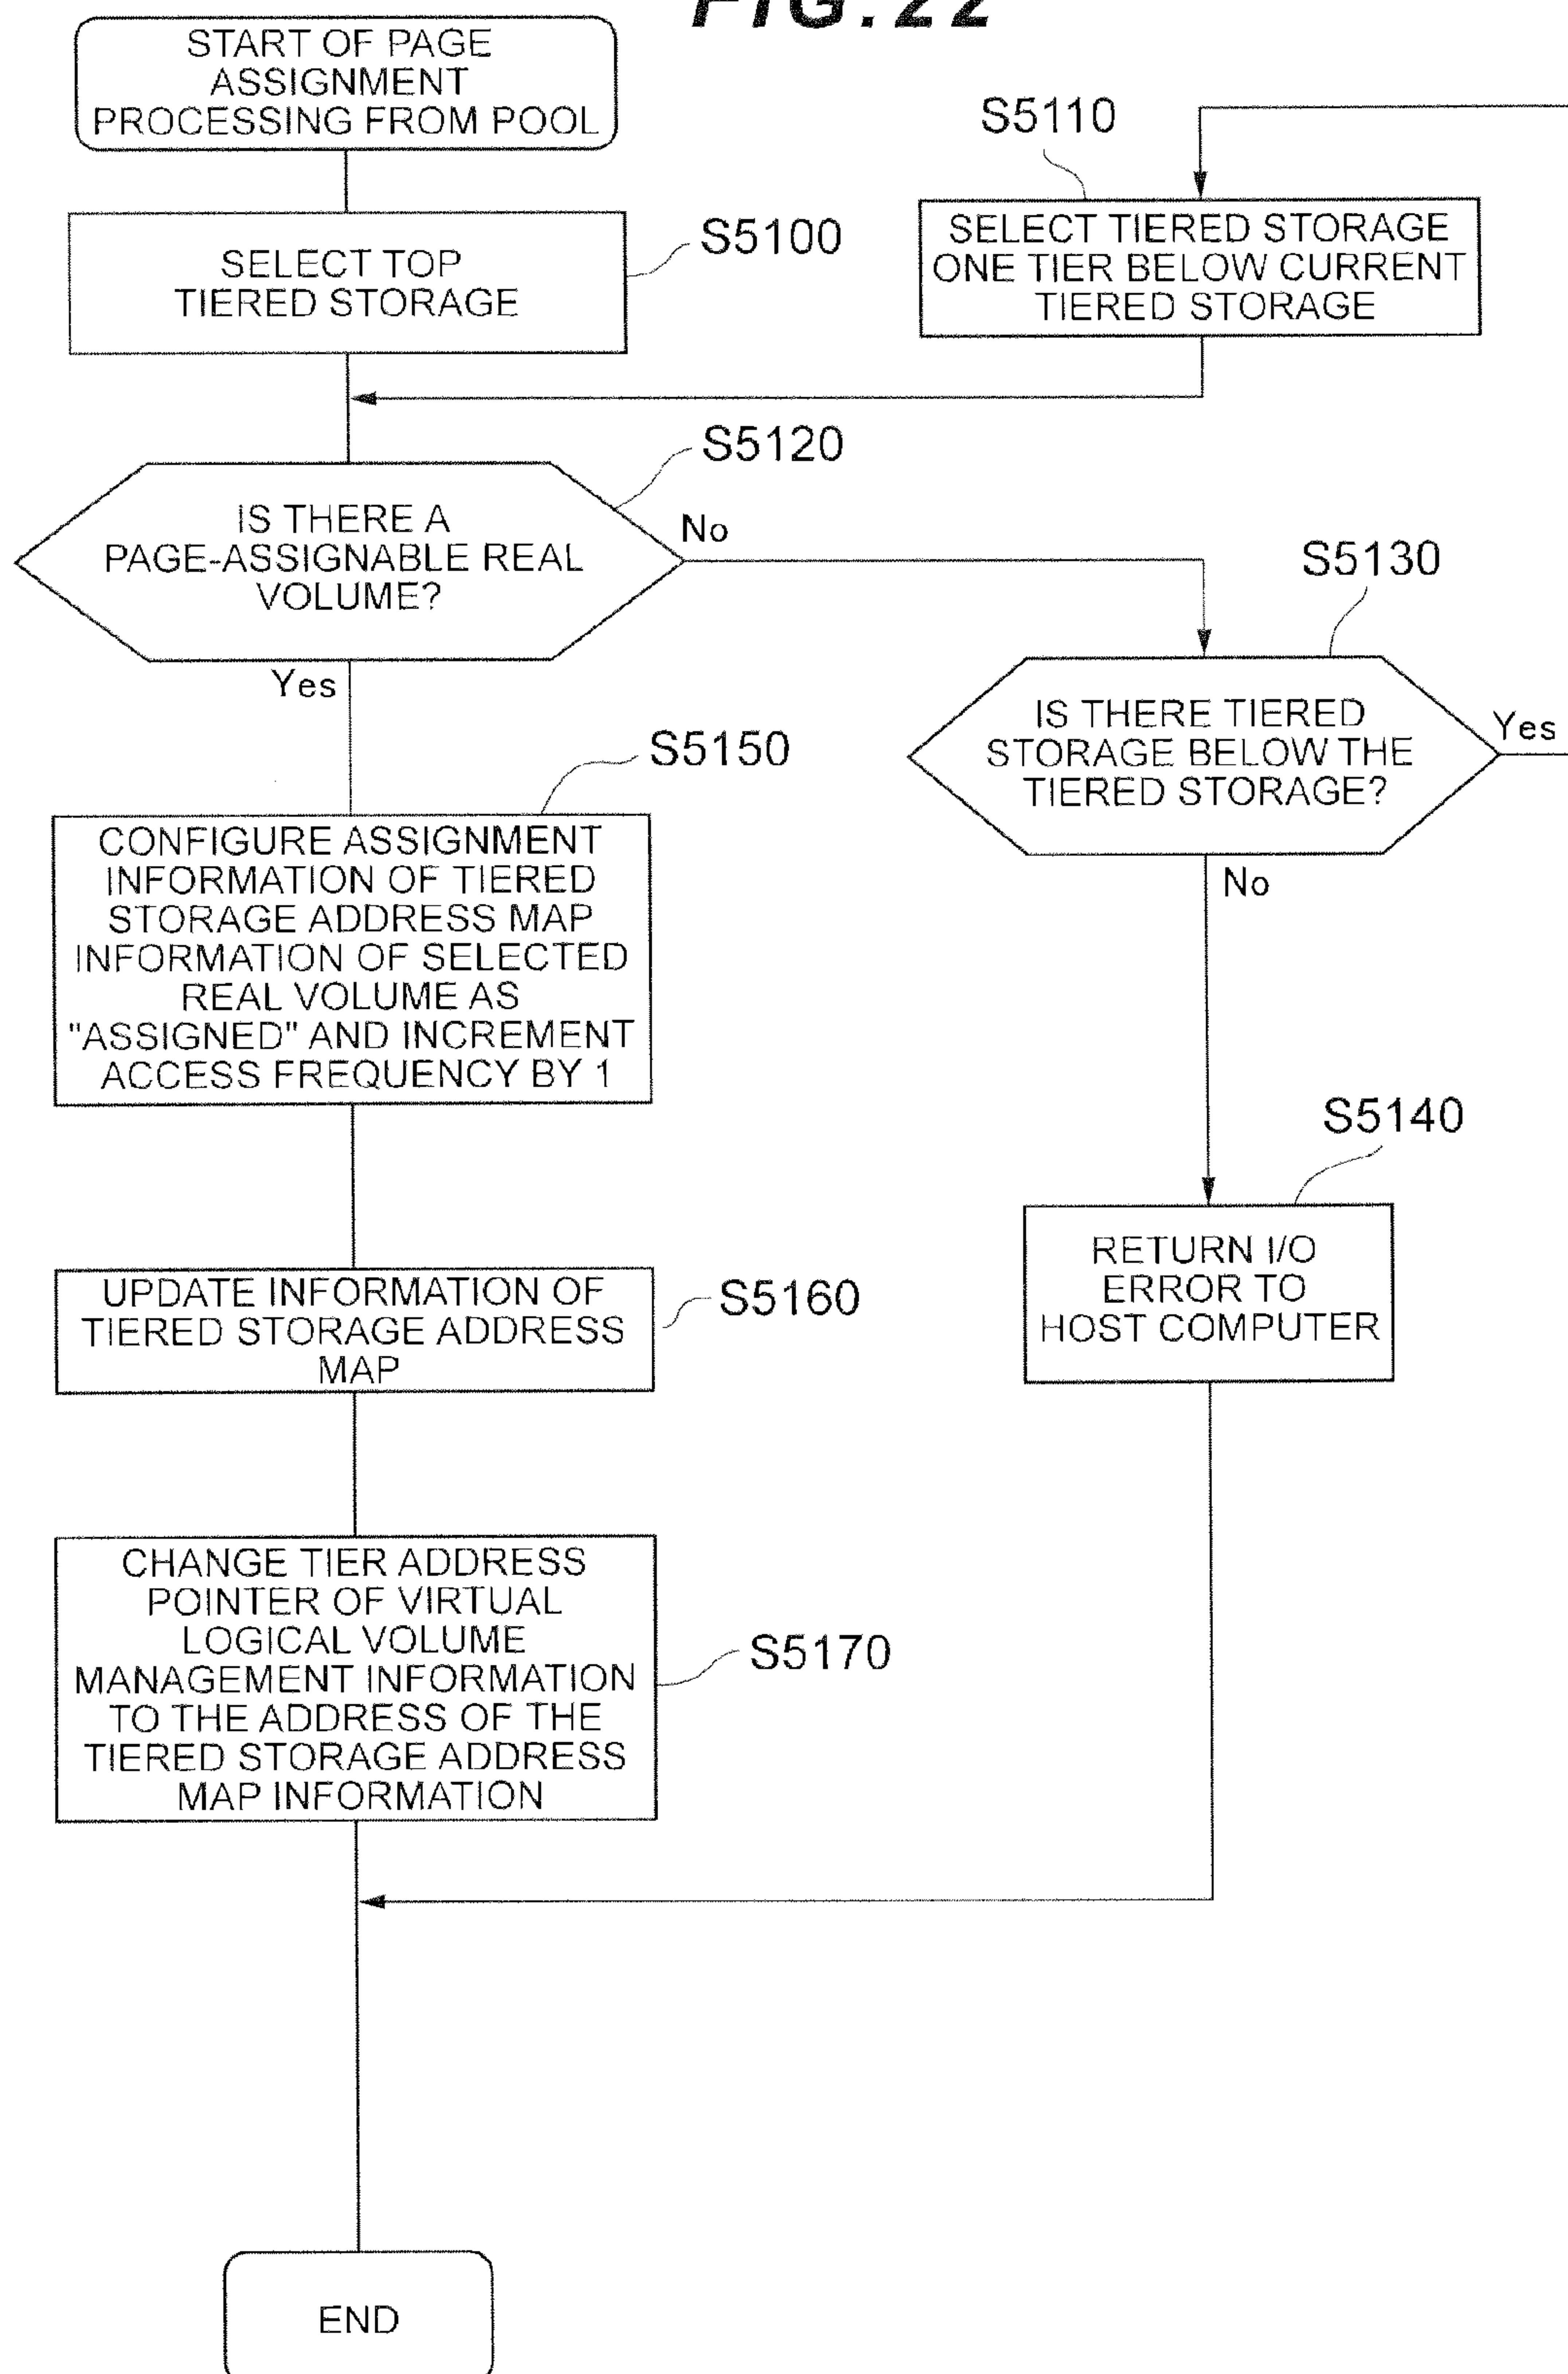 FIG.22
START OF PAGE
ASSIGNMENT
PROCESSING FROM POOL
S5110
SELECT TOP
TIERED STORAGE
S5100
SELECT TIERED STORAGE
ONE TIER BELOW CURRENT
TIERED STORAGE
S5120
IS THERE A
PAGE-ASSIGNABLE REAL
VOLUME?
No
Yes
S5130
IS THERE TIERED
STORAGE BELOW THE
TIERED STORAGE?
Yes
No
S5150
CONFIGURE ASSIGNMENT
INFORMATION OF TIERED
STORAGE ADDRESS MAP
INFORMATION OF SELECTED
REAL VOLUME AS
"ASSIGNED" AND INCREMENT
ACCESS FREQUENCY BY 1
S5140
RETURN I/O
ERROR TO
HOST COMPUTER
UPDATE INFORMATION OF
TIERED STORAGE ADDRESS
MAP
S5160
CHANGE TIER ADDRESS
POINTER OF VIRTUAL
LOGICAL VOLUME
MANAGEMENT INFORMATION
TO THE ADDRESS OF THE
TIERED STORAGE ADDRESS
MAP INFORMATION
S5170
END